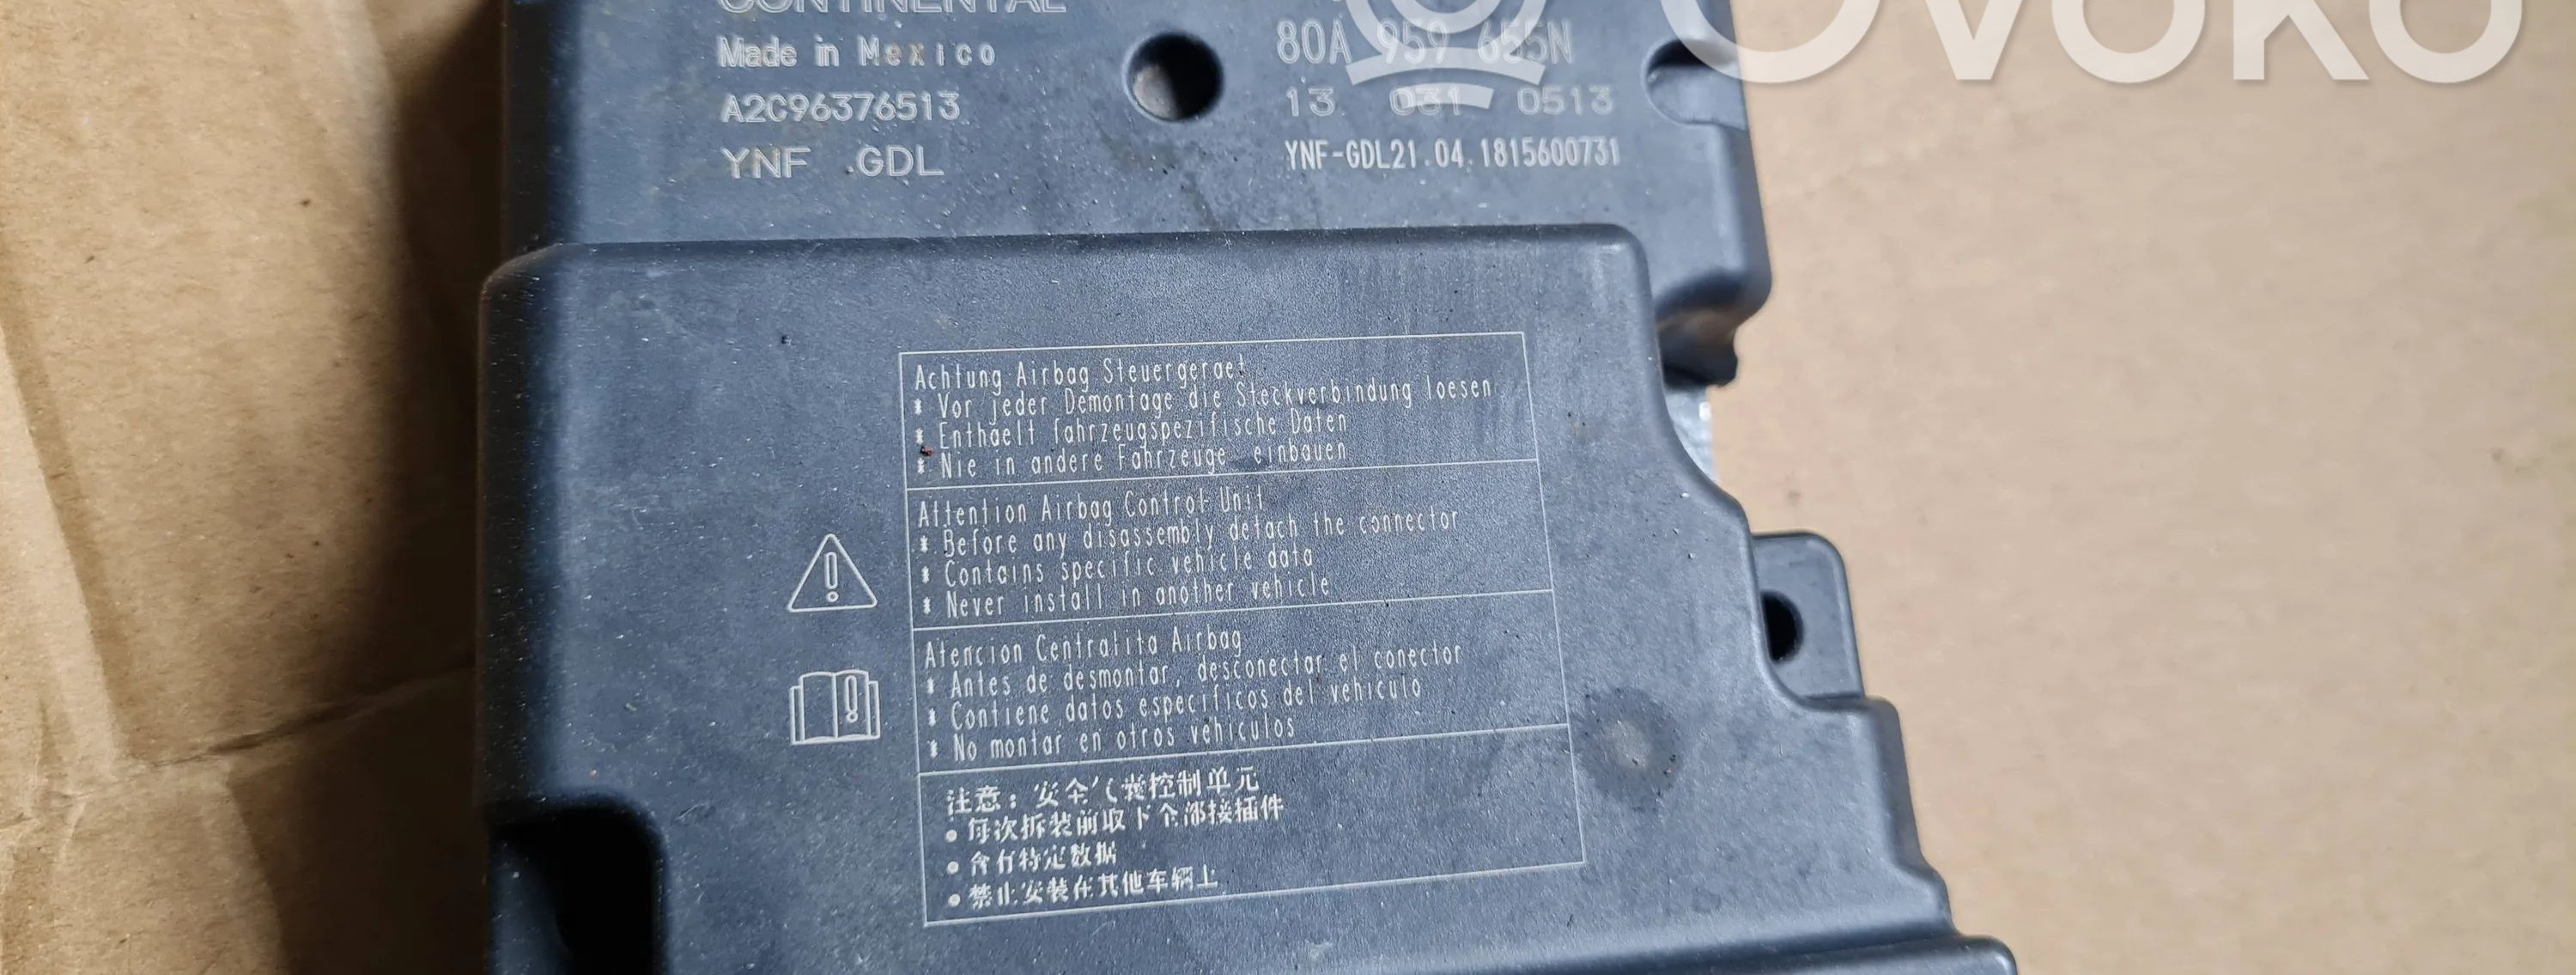 CONTINENTAL
Made in Mexico
A2C96376513
YNF GDL
80A 959 655N
13 031 0513
YNF-GDL21.04.1815600731
OVOKO
Achtung Airbag Steuergeraet
* Vor jeder Demontage die Steckverbindung loesen
* Enthaelt fahrzeugspezifische Daten
* Nie in andere Fahrzeuge einbauen
Attention Airbag Control Unit
* Before any disassembly detach the connector
* Contains specific vehicle data
* Never install in another vehicle
Atencion Centralita Airbag
* Antes de desmontar, desconectar el conector
* Contiene datos especificos del vehiculo
* No montar en otros vehiculos
注意：安全气囊控制单元
• 每次拆装前取下全部接插件
• 含有特定数据
• 禁止安装在其他车辆上